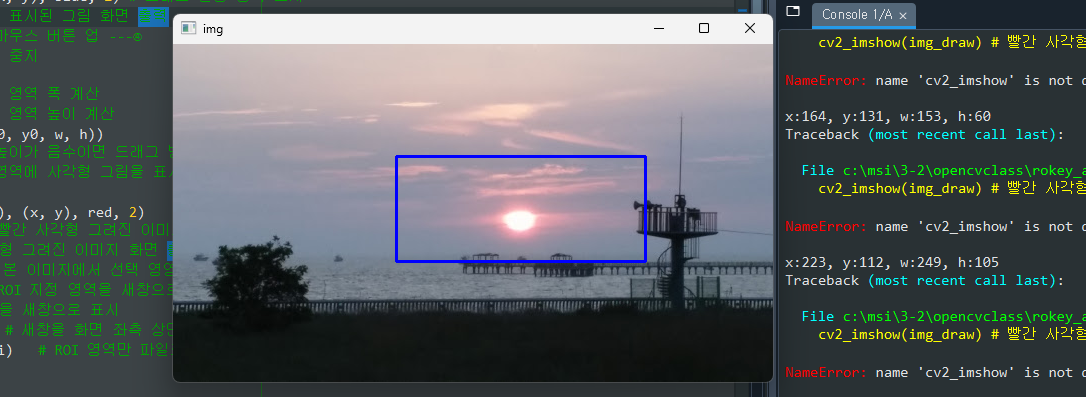 표시된 그림 화면
마우스 버튼 업 ---⑥
중지
영역 폭 계산
영역 높이 계산
0, y0, w, h))
높이가 음수이면 드래그
영역에 사각형 그림을 표시
), (x, y), red, 2)
빨간 사각형 그려진 이미
형 그려진 이미지 화면
본 이미지에서 선택 영역
ROI 지정 영역을 새창으로
을 새창으로 표시
# 새창을 화면 좌측 상단
i) # ROI 영역만 파일
img
Console 1/A ×
cv2_imshow(img_draw) # 빨간 사각형
NameError: name 'cv2_imshow' is not d
x:164, y:131, w:153, h:60
Traceback (most recent call last):
File c:\msi\3-2\opencvclass\rokey_a
cv2_imshow(img_draw) # 빨간 사각형
NameError: name 'cv2_imshow' is not d
x:223, y:112, w:249, h:105
Traceback (most recent call last):
File c:\msi\3-2\opencvclass\rokey_a
cv2_imshow(img_draw) # 빨간 사각형
NameError: name 'cv2_imshow' is not d